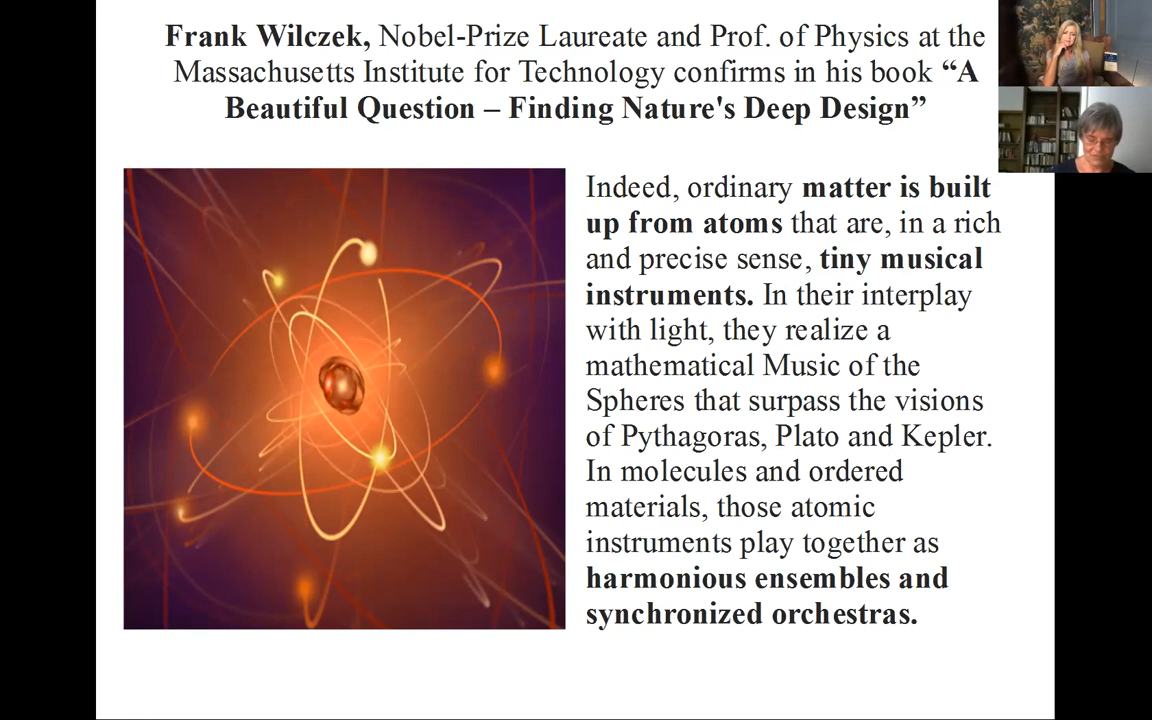 Frank Wilczek, Nobel-Prize Laureate and Prof. of Physics at the
Massachusetts Institute for Technology confirms in his book “A
Beautiful Question – Finding Nature's Deep Design”
Indeed, ordinary matter is built
up from atoms that are, in a rich
and precise sense, tiny musical
instruments. In their interplay
with light, they realize a
mathematical Music of the
Spheres that surpass the visions
of Pythagoras, Plato and Kepler.
In molecules and ordered
materials, those atomic
instruments play together as
harmonious ensembles and
synchronized orchestras.